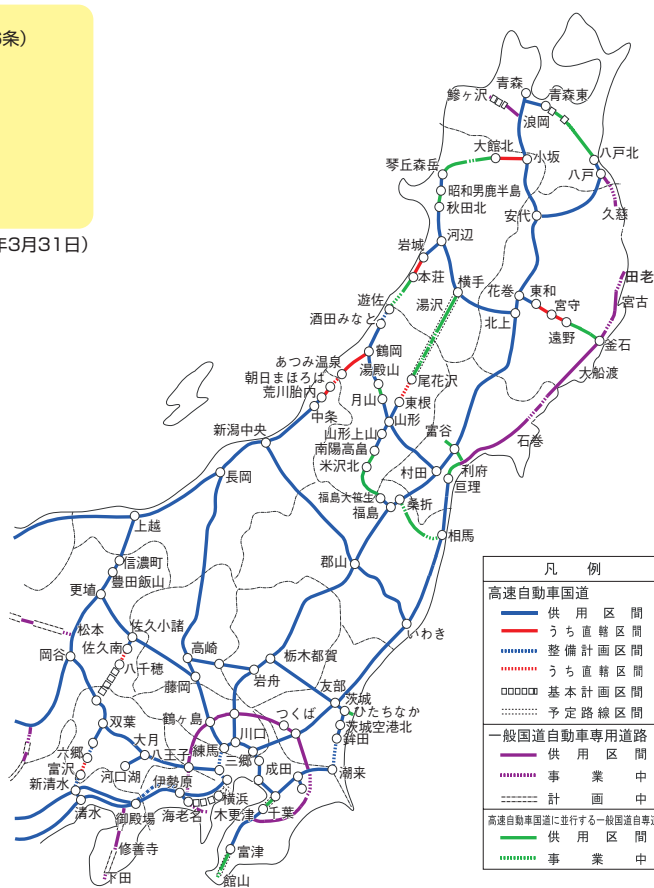 条)
年3月31日)
青森
青森東
鰺ヶ沢
浪岡
大館北
小坂
八戸北
琴丘森岳
八戸
昭和男鹿半島
秋田北
安代
久慈
河辺
岩城
本荘
横手
花巻
東和
田老
遊佐
湯沢
宮守
宮古
酒田みなと
北上
遠野
釜石
鶴岡
あつみ温泉
湯殿山
大船渡
朝日まほろば
尾花沢
荒川胎内
月山
東根
中条
山形
富谷
石巻
新潟中央
山形上山
南陽高畠
利府
長岡
米沢北
村田
亘理
福島大笹生
桑折
福島
上越
相馬
信濃町
郡山
豊田飯山
更埴
松本
佐久小諸
いわき
岡谷
佐久南
高崎
栃木都賀
八千穂
藤岡
岩舟
友部
茨城
双葉
鶴ヶ島
つくば
ひたちなか
大月
川口
茨城空港北
六郷
八王子
練馬
鉾田
富沢
三郷
成田
潮来
新清水
河口湖
伊勢原
横浜
清水
御殿場
海老名
木更津
千葉
修善寺
富津
下田
館山
凡例
高速自動車国道
供用区間
うち直轄区間
整備計画区間
うち直轄区間
基本計画区間
予定路線区間
一般国道自動車専用道路
供用区間
事業中
計画中
高速自動車国道に並行する一般国道自専道
供用区間
事業中